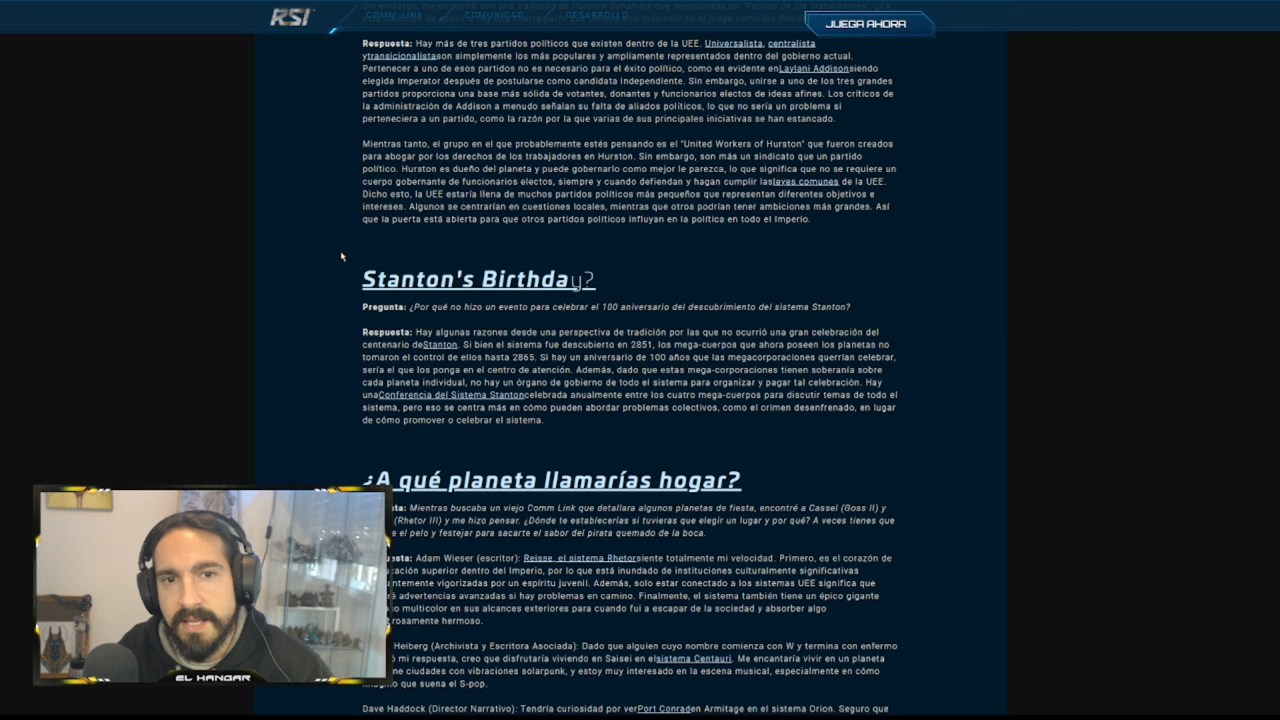 Sin embargo, me encontré con una mención de Hurston Dynamics que mencionaba un "Partido de los Trabajadores". ¿Es
RSI
COMM-LINK
COMUNIDAD
DESARROLLO
JUEGA AHORA
Respuesta: Hay más de tres partidos políticos que existen dentro de la UEE. Universalista, centralista
ytransicionalistason simplemente los más populares y ampliamente representados dentro del gobierno actual.
Pertenecer a uno de esos partidos no es necesario para el éxito político, como es evidente enLaylani Addisonsiendo
elegida Imperator después de postularse como candidata independiente. Sin embargo, unirse a uno de los tres grandes
partidos proporciona una base más sólida de votantes, donantes y funcionarios electos de ideas afines. Los críticos de
la administración de Addison a menudo señalan su falta de aliados políticos, lo que no sería un problema si
perteneciera a un partido, como la razón por la que varias de sus principales iniciativas se han estancado.
Mientras tanto, el grupo en el que probablemente estés pensando es el "United Workers of Hurston" que fueron creados
para abogar por los derechos de los trabajadores en Hurston. Sin embargo, son más un sindicato que un partido
político. Hurston es dueño del planeta y puede gobernarlo como mejor le parezca, lo que significa que no se requiere un
cuerpo gobernante de funcionarios electos, siempre y cuando defiendan y hagan cumplir lasleyes comunes de la UEE.
Dicho esto, la UEE estaría llena de muchos partidos políticos más pequeños que representan diferentes objetivos e
intereses. Algunos se centrarían en cuestiones locales, mientras que otros podrían tener ambiciones más grandes. Así
que la puerta está abierta para que otros partidos políticos influyan en la política en todo el Imperio.
Stanton's Birthday?
Pregunta: ¿Por qué no hizo un evento para celebrar el 100 aniversario del descubrimiento del sistema Stanton?
Respuesta: Hay algunas razones desde una perspectiva de tradición por las que no ocurrió una gran celebración del
centenario deStanton. Si bien el sistema fue descubierto en 2851, los mega-cuerpos que ahora poseen los planetas no
tomaron el control de ellos hasta 2865. Si hay un aniversario de 100 años que las megacorporaciones querrían celebrar,
sería el que los ponga en el centro de atención. Además, dado que estas mega-corporaciones tienen soberanía sobre
cada planeta individual, no hay un órgano de gobierno de todo el sistema para organizar y pagar tal celebración. Hay
unaConferencia del Sistema Stantoncelebrada anualmente entre los cuatro mega-cuerpos para discutir temas de todo el
sistema, pero eso se centra más en cómo pueden abordar problemas colectivos, como el crimen desenfrenado, en lugar
de cómo promover o celebrar el sistema.
¿A qué planeta llamarías hogar?
ta: Mientras buscaba un viejo Comm Link que detallara algunos planetas de fiesta, encontré a Cassel (Goss II) y
(Rhetor III) y me hizo pensar. ¿Dónde te establecerías si tuvieras que elegir un lugar y por qué? A veces tienes que
e el pelo y festejar para sacarte el sabor del pirata quemado de la boca.
uesta: Adam Wieser (escritor): Reisse, el sistema Rhetorsiente totalmente mi velocidad. Primero, es el corazón de
cación superior dentro del Imperio, por lo que está inundado de instituciones culturalmente significativas
antemente vigorizadas por un espíritu juvenil. Además, solo estar conectado a los sistemas UEE significa que
é advertencias avanzadas si hay problemas en camino. Finalmente, el sistema también tiene un épico gigante
o multicolor en sus alcances exteriores para cuando fui a escapar de la sociedad y absorber algo
rosamente hermoso.
Heiberg (Archivista y Escritora Asociada): Dado que alguien cuyo nombre comienza con W y termina con enfermo
ó mi respuesta, creo que disfrutaría viviendo en Saisei en elsistema Centauri. Me encantaría vivir en un planeta
ne ciudades con vibraciones solarpunk, y estoy muy interesado en la escena musical, especialmente en cómo
que suena el S-pop.
EL HANGAR
Dave Haddock (Director Narrativo): Tendría curiosidad por verPort Conraden Armitage en el sistema Orion. Seguro que